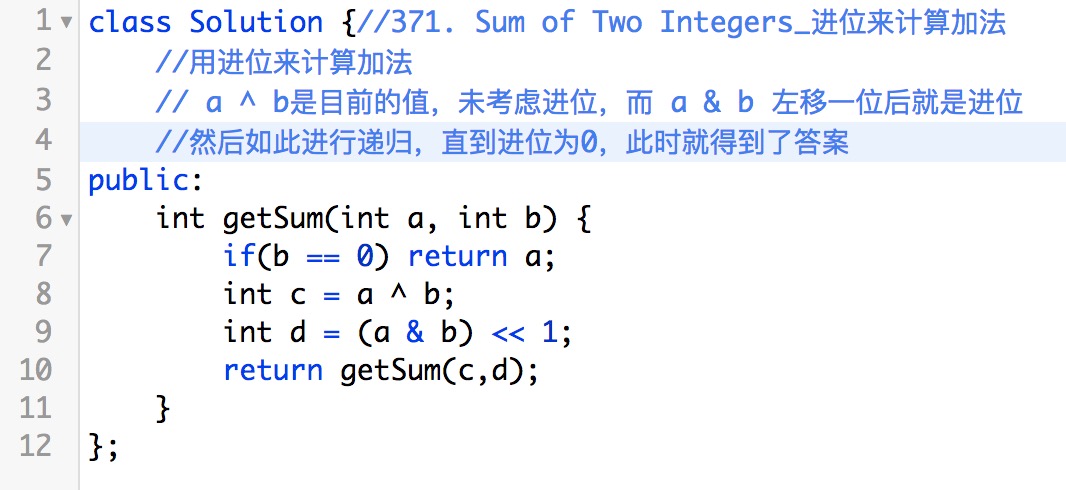 1 class Solution {//371. Sum of Two Integers_进位来计算加法
2 //用进位来计算加法
3 // a ^ b是目前的值，未考虑进位，而 a & b 左移一位后就是进位
4 //然后如此进行递归，直到进位为0，此时就得到了答案
5 public:
6 int getSum(int a, int b) {
7 if(b == 0) return a;
8 int c = a ^ b;
9 int d = (a & b) << 1;
10 return getSum(c,d);
11 }
12 };